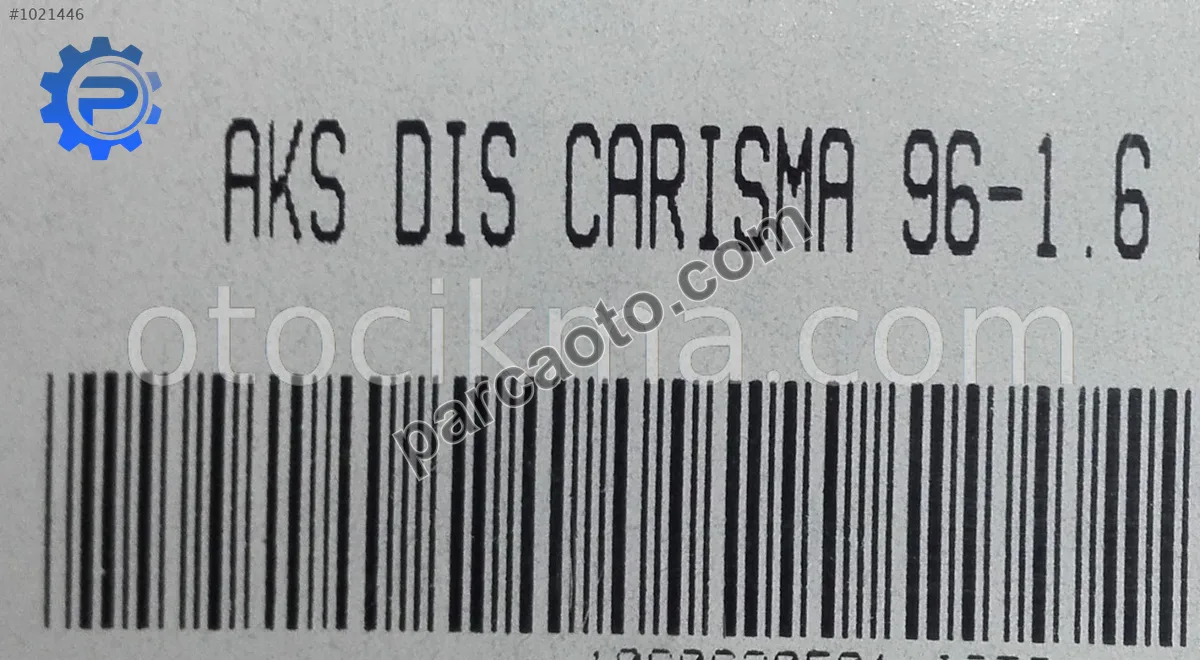 #1021446
AKS DIS CARISMA 96-1.6
parcaoto.com
otocikma.com